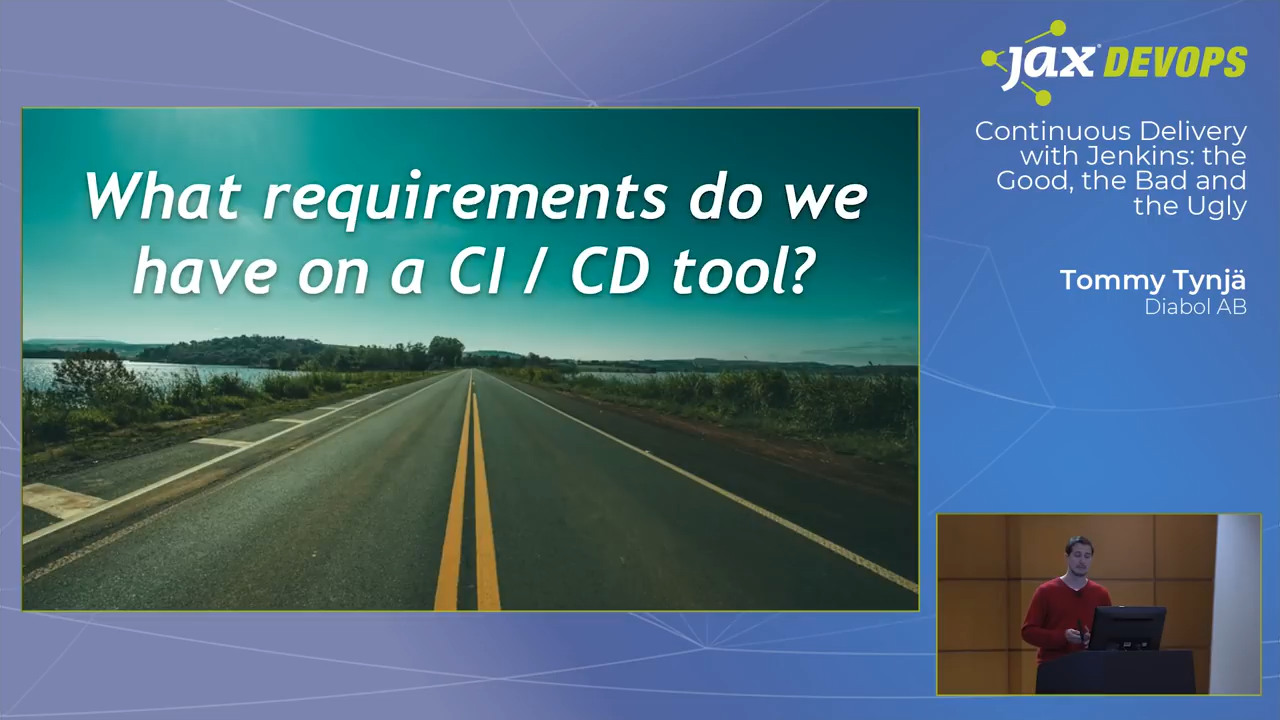 What requirements do we
have on a CI / CD tool?
jax DEVOPS
Continuous Delivery
with Jenkins: the
Good, the Bad and
the Ugly
Tommy Tynjä
Diabol AB